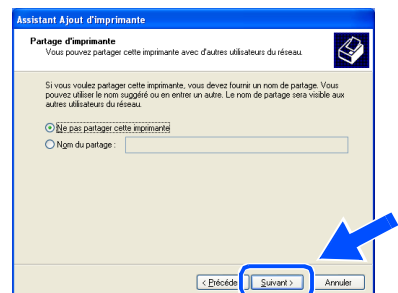 Assistant Ajout d'imprimante
Partage d'imprimante
Vous pouvez partager cette imprimante avec d'autres utilisateurs du réseau.
Si vous voulez partager cette imprimante, vous devez fournir un nom de partage. Vous
pouvez utiliser le nom suggéré ou en entrer un autre. Le nom de partage sera visible aux
autres utilisateurs du réseau.
Ne pas partager cette imprimante
Nom du partage :
< Précéde Suivant > Annuler